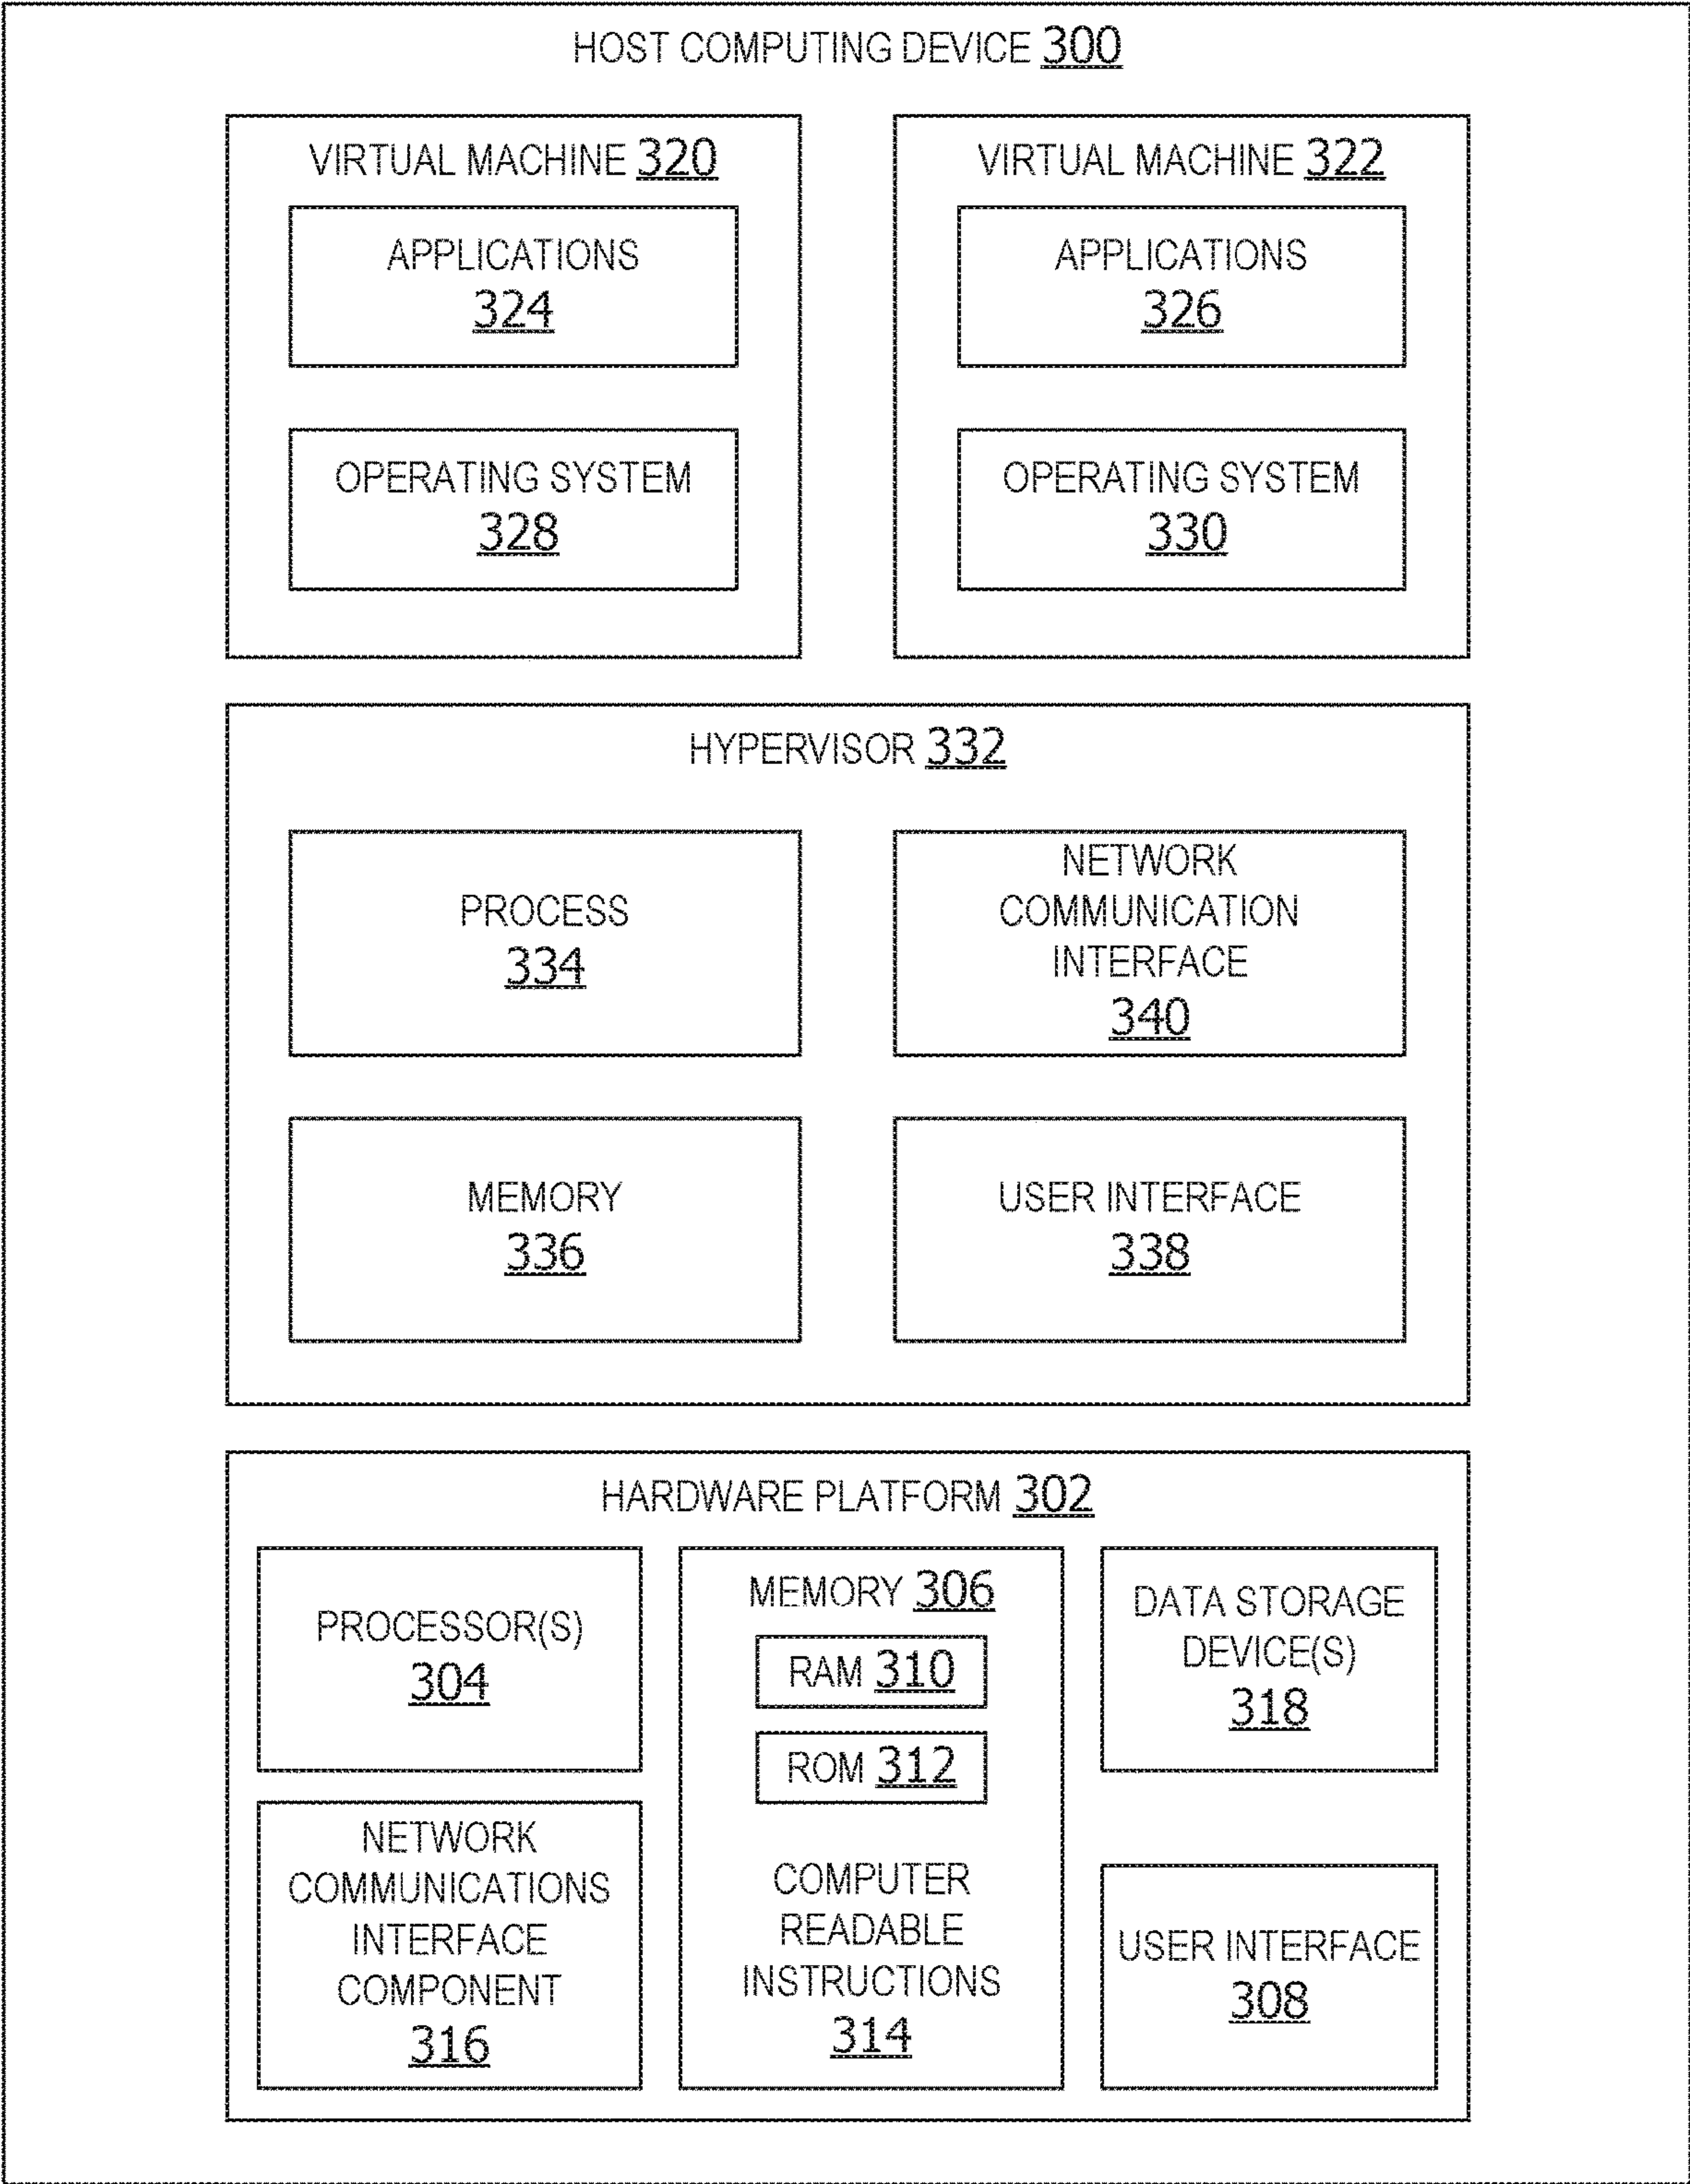 HOST COMPUTING DEVICE 300
VIRTUAL MACHINE 320
APPLICATIONS
324
OPERATING SYSTEM
328
VIRTUAL MACHINE 322
APPLICATIONS
326
OPERATING SYSTEM
330
HYPERVISOR 332
PROCESS
334
NETWORK
COMMUNICATION
INTERFACE
340
MEMORY
336
USER INTERFACE
338
HARDWARE PLATFORM 302
PROCESSOR(S)
304
NETWORK
COMMUNICATIONS
INTERFACE
COMPONENT
316
MEMORY 306
RAM 310
ROM 312
COMPUTER
READABLE
INSTRUCTIONS
314
DATA STORAGE
DEVICE(S)
318
USER INTERFACE
308